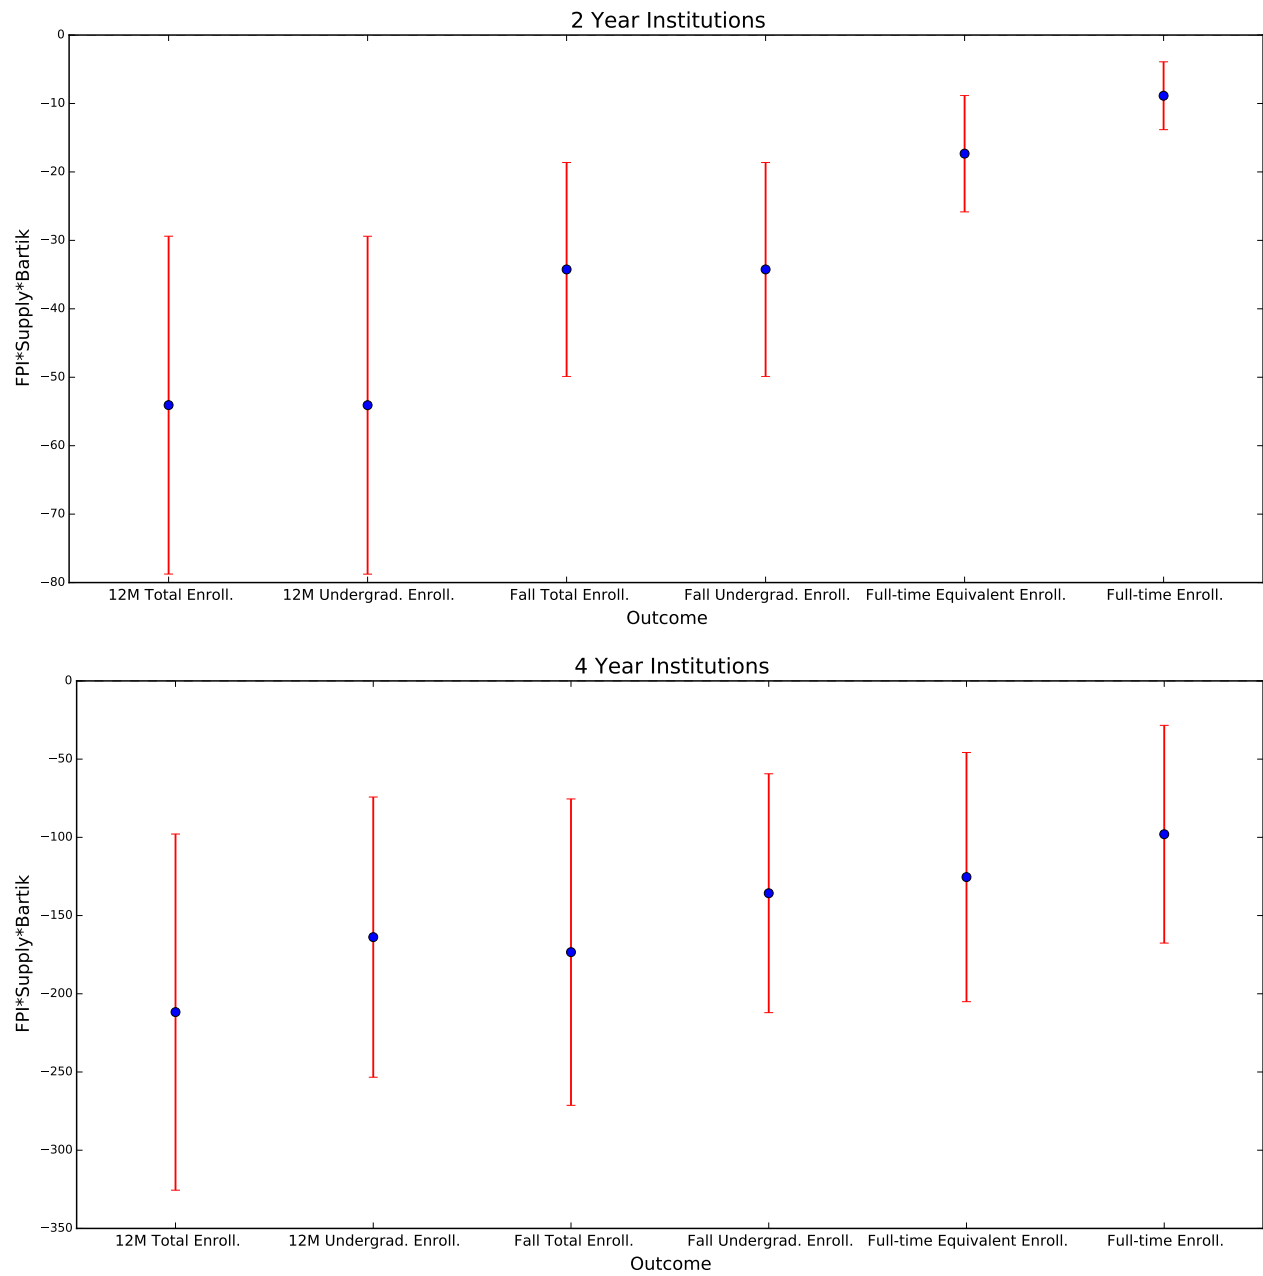 2 Year Institutions
0
−10
−20
−30
−40
−50
−60
−70
−80
FPI*Supply*Bartik
12M Total Enroll. 12M Undergrad. Enroll. Fall Total Enroll. Fall Undergrad. Enroll. Full-time Equivalent Enroll. Full-time Enroll.
Outcome
4 Year Institutions
0
−50
−100
−150
−200
−250
−300
−350
FPI*Supply*Bartik
12M Total Enroll. 12M Undergrad. Enroll. Fall Total Enroll. Fall Undergrad. Enroll. Full-time Equivalent Enroll. Full-time Enroll.
Outcome